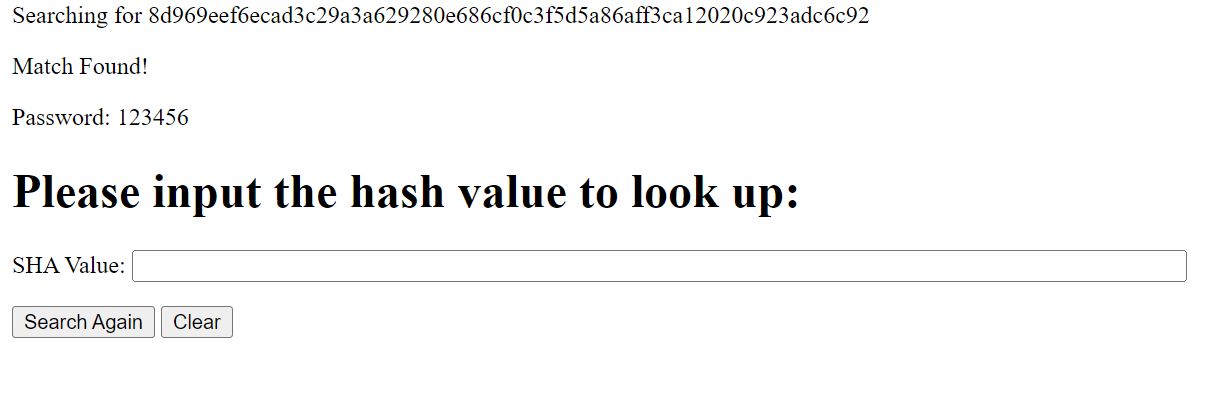 Searching for 8d969eef6ecad3c29a3a629280e686cf0c3f5d5a86aff3ca12020c923adc6c92
Match Found!
Password: 123456
Please input the hash value to look up:
SHA Value:
Search Again Clear